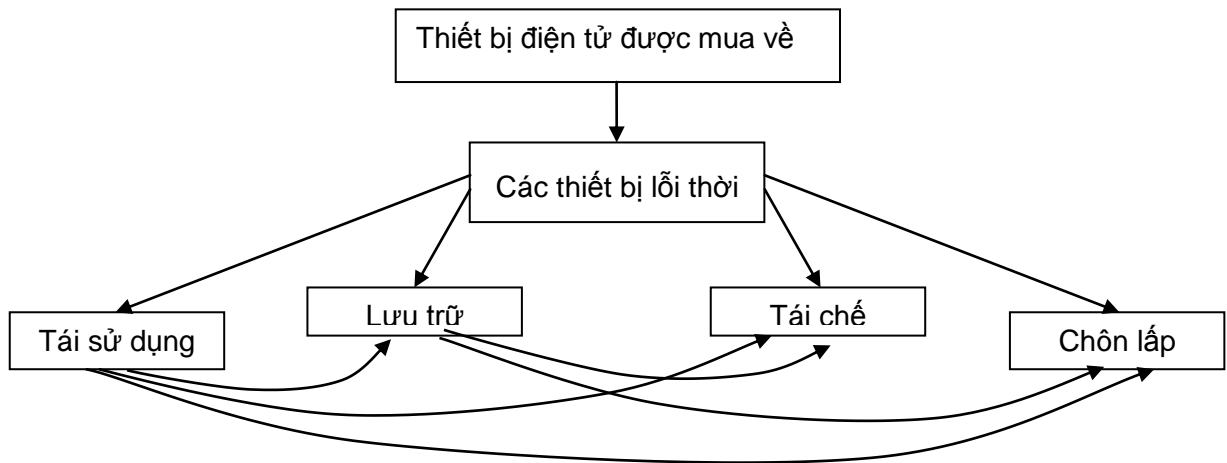 Thiết bị điện tử được mua về
Các thiết bị lỗi thời
Lưu trữ
Tái chế
Tái sử dụng
Chôn lấp